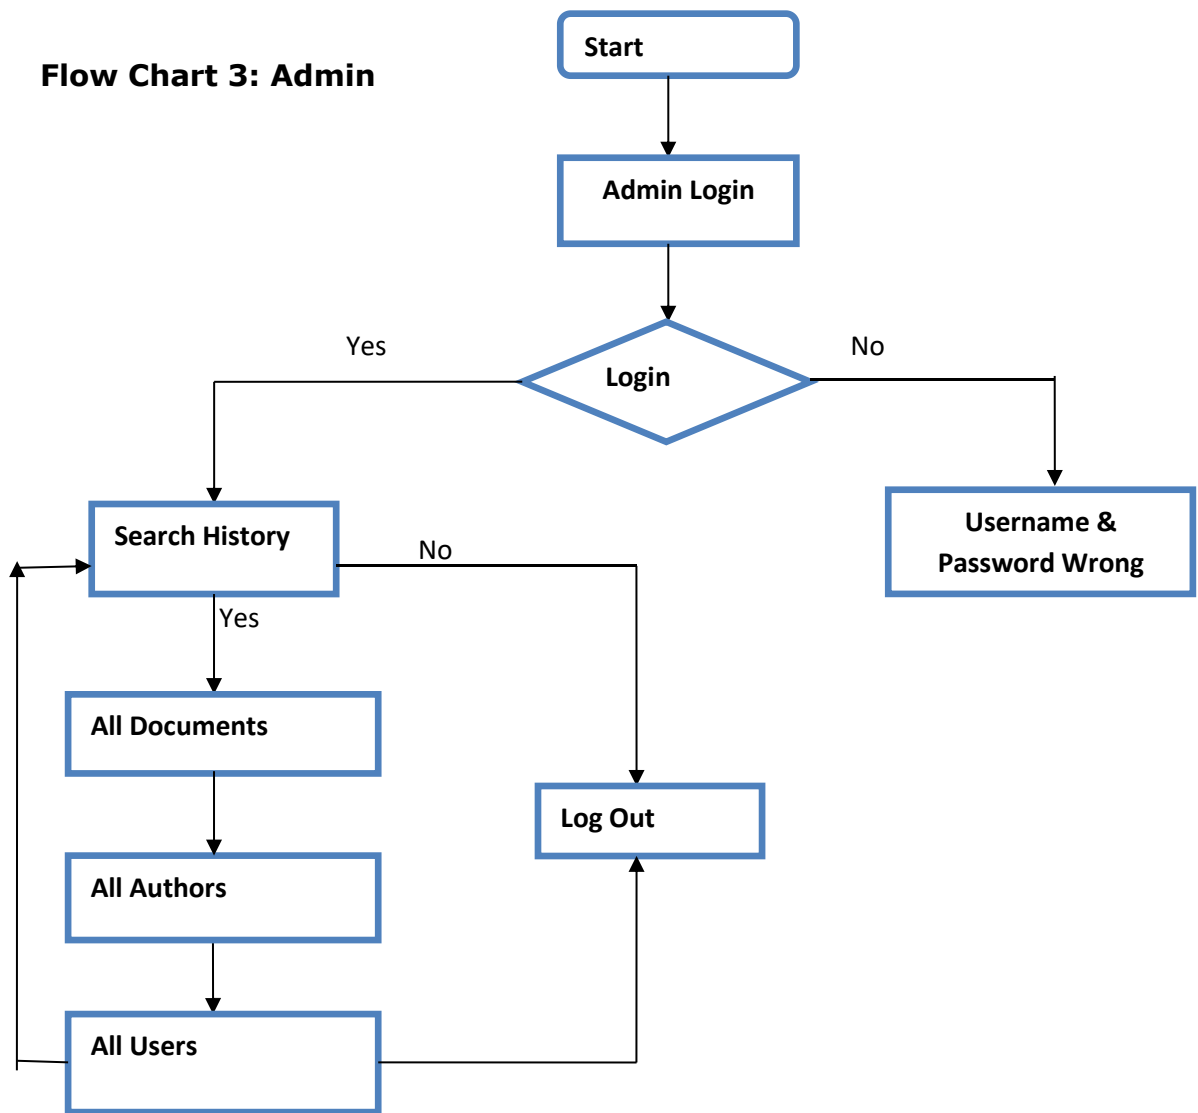 Start
Flow Chart 3: Admin
Admin Login
Yes
No
Login
Search History
No
Username &
Password Wrong
Yes
All Documents
Log Out
All Authors
All Users